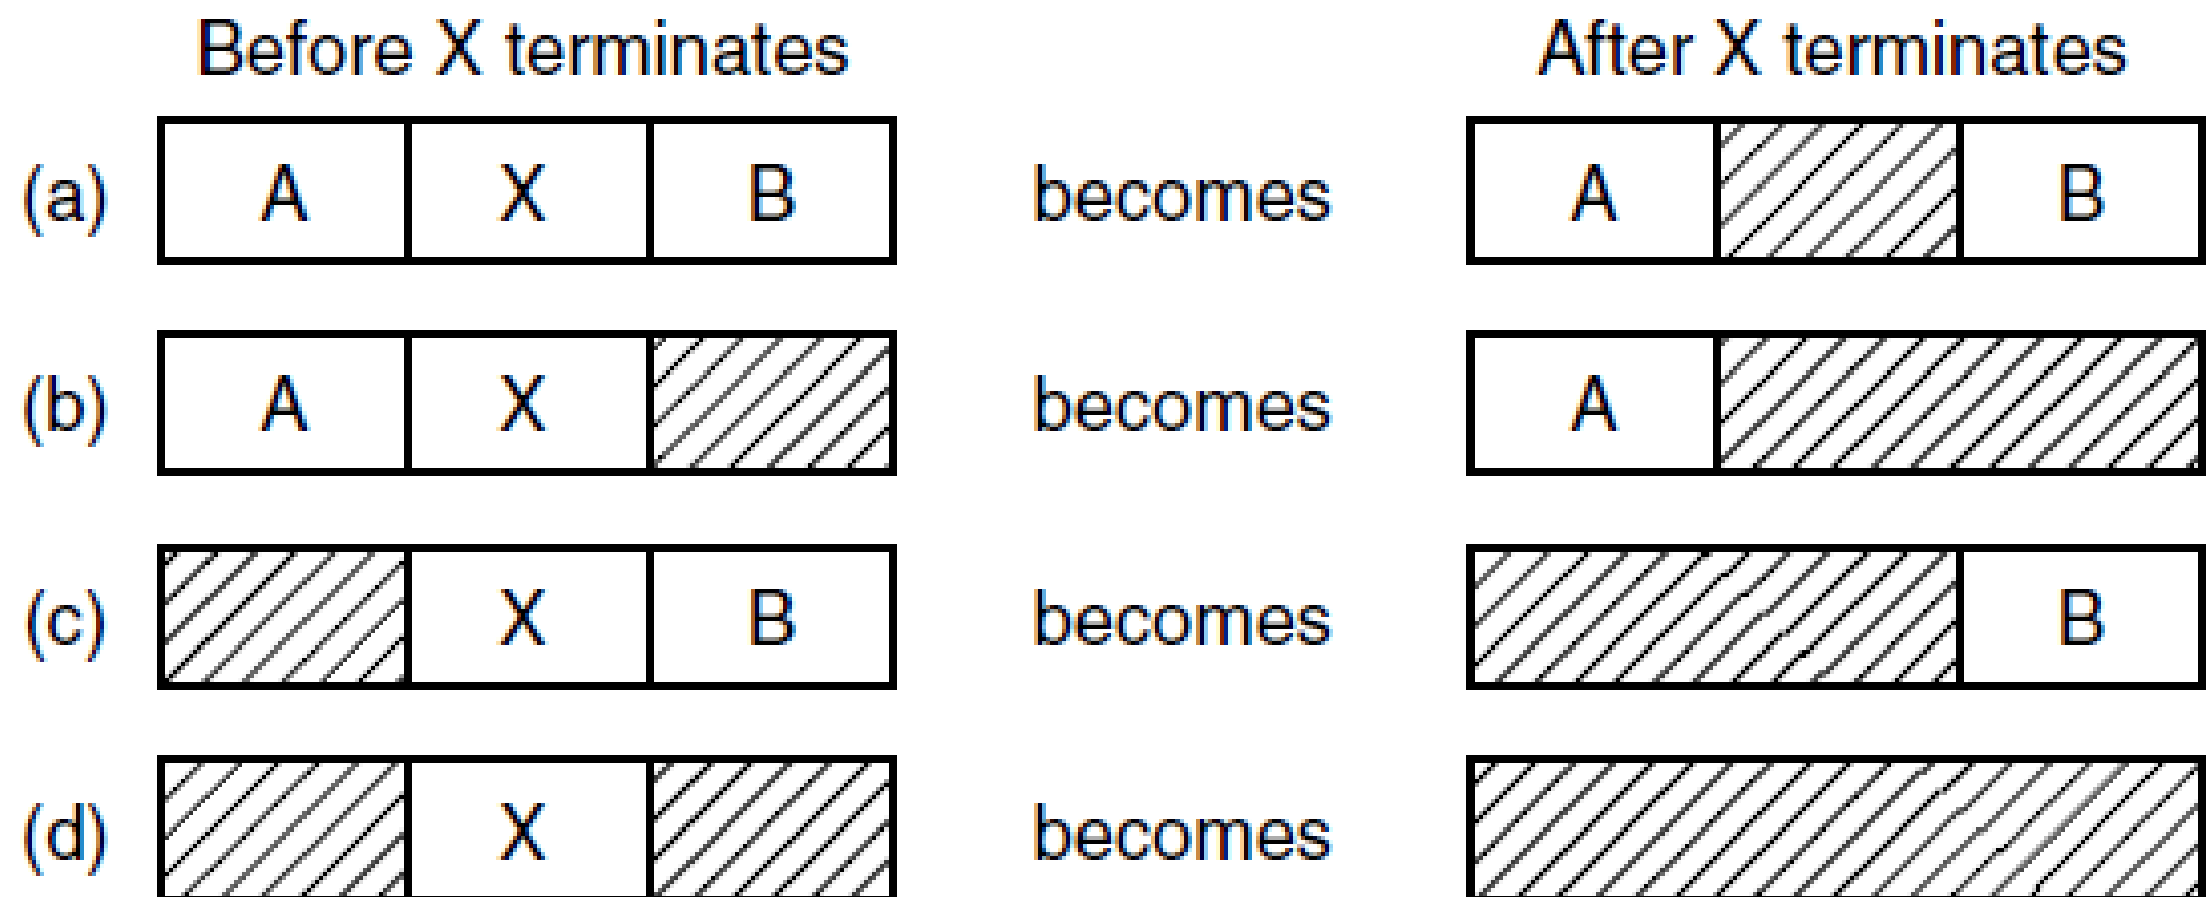 Before X terminates After X terminates
(a) A X B becomes A B
(b) A X becomes A
(c) X B becomes B
(d) X becomes